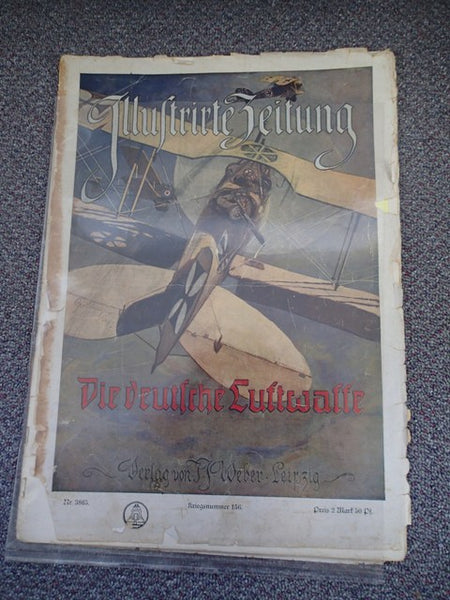 Illustrirte Zeitung
Die deutsche Luftwaffe
Verlag von J. J. Weber - Leipzig
Nr. 3865.
Kriegsnummer 156.
Preis 2 Mark 50 Pf.